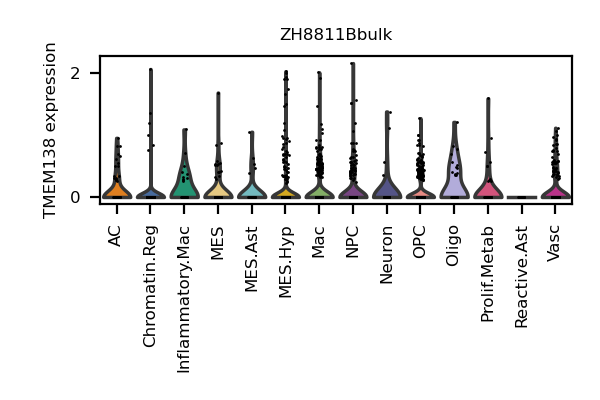 ZH8811Bbulk
TMEM138 expression
2
0
AC
Chromatin.Reg
Inflammatory.Mac
MES
MES.Ast
MES.Hyp
Mac
NPC
Neuron
OPC
Oligo
Prolif.Metab
Reactive.Ast
Vasc